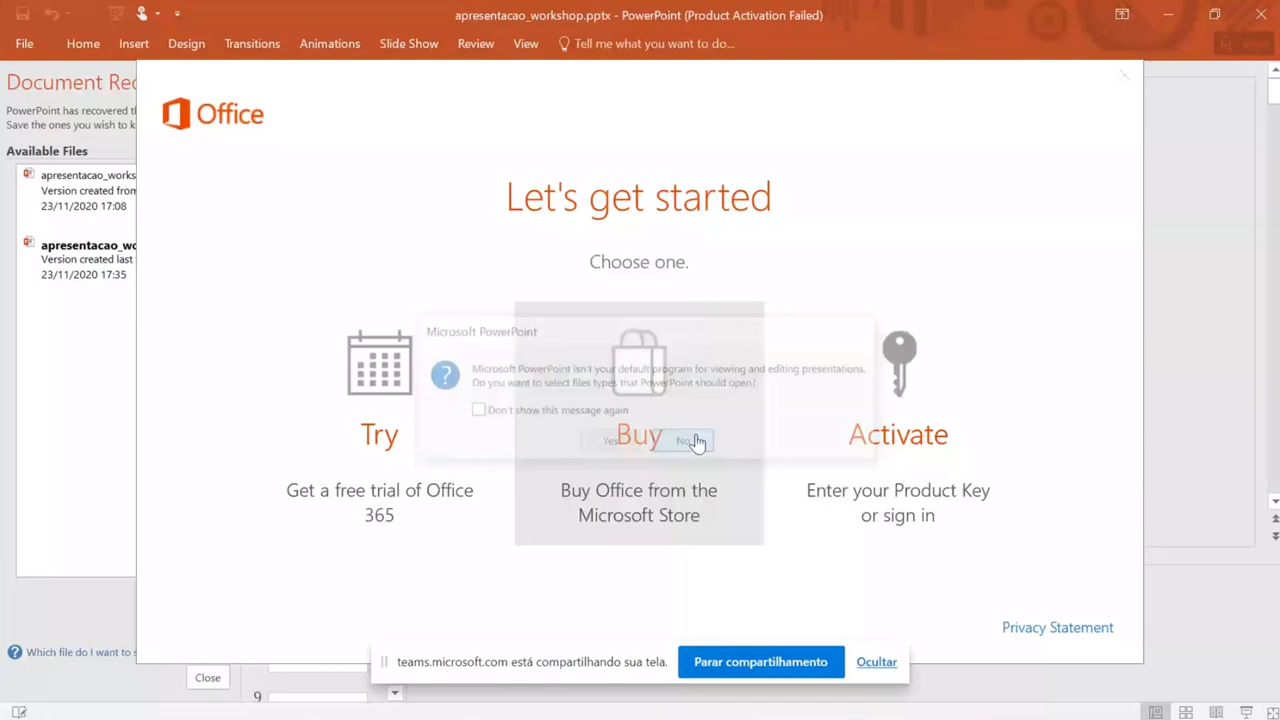 apresentacao_workshop.pptx - PowerPoint (Product Activation Failed)
File Home Insert Design Transitions Animations Slide Show Review View Tell me what you want to do...
Document Rec
PowerPoint has recovered th
Save the ones you wish to k
Available Files
apresentacao_works
Version created from
23/11/2020 17:08
apresentacao_wo
Version created last
23/11/2020 17:35
Office
Let's get started
Choose one.
Microsoft PowerPoint
Microsoft PowerPoint isn't your default program for viewing and editing presentations.
Do you want to select files types that PowerPoint should open?
Don't show this message again
Yes No
Try
Get a free trial of Office
365
Buy
Buy Office from the
Microsoft Store
Activate
Enter your Product Key
or sign in
Privacy Statement
Which file do I want to s
Close
9
teams.microsoft.com está compartilhando sua tela. Parar compartilhamento Ocultar